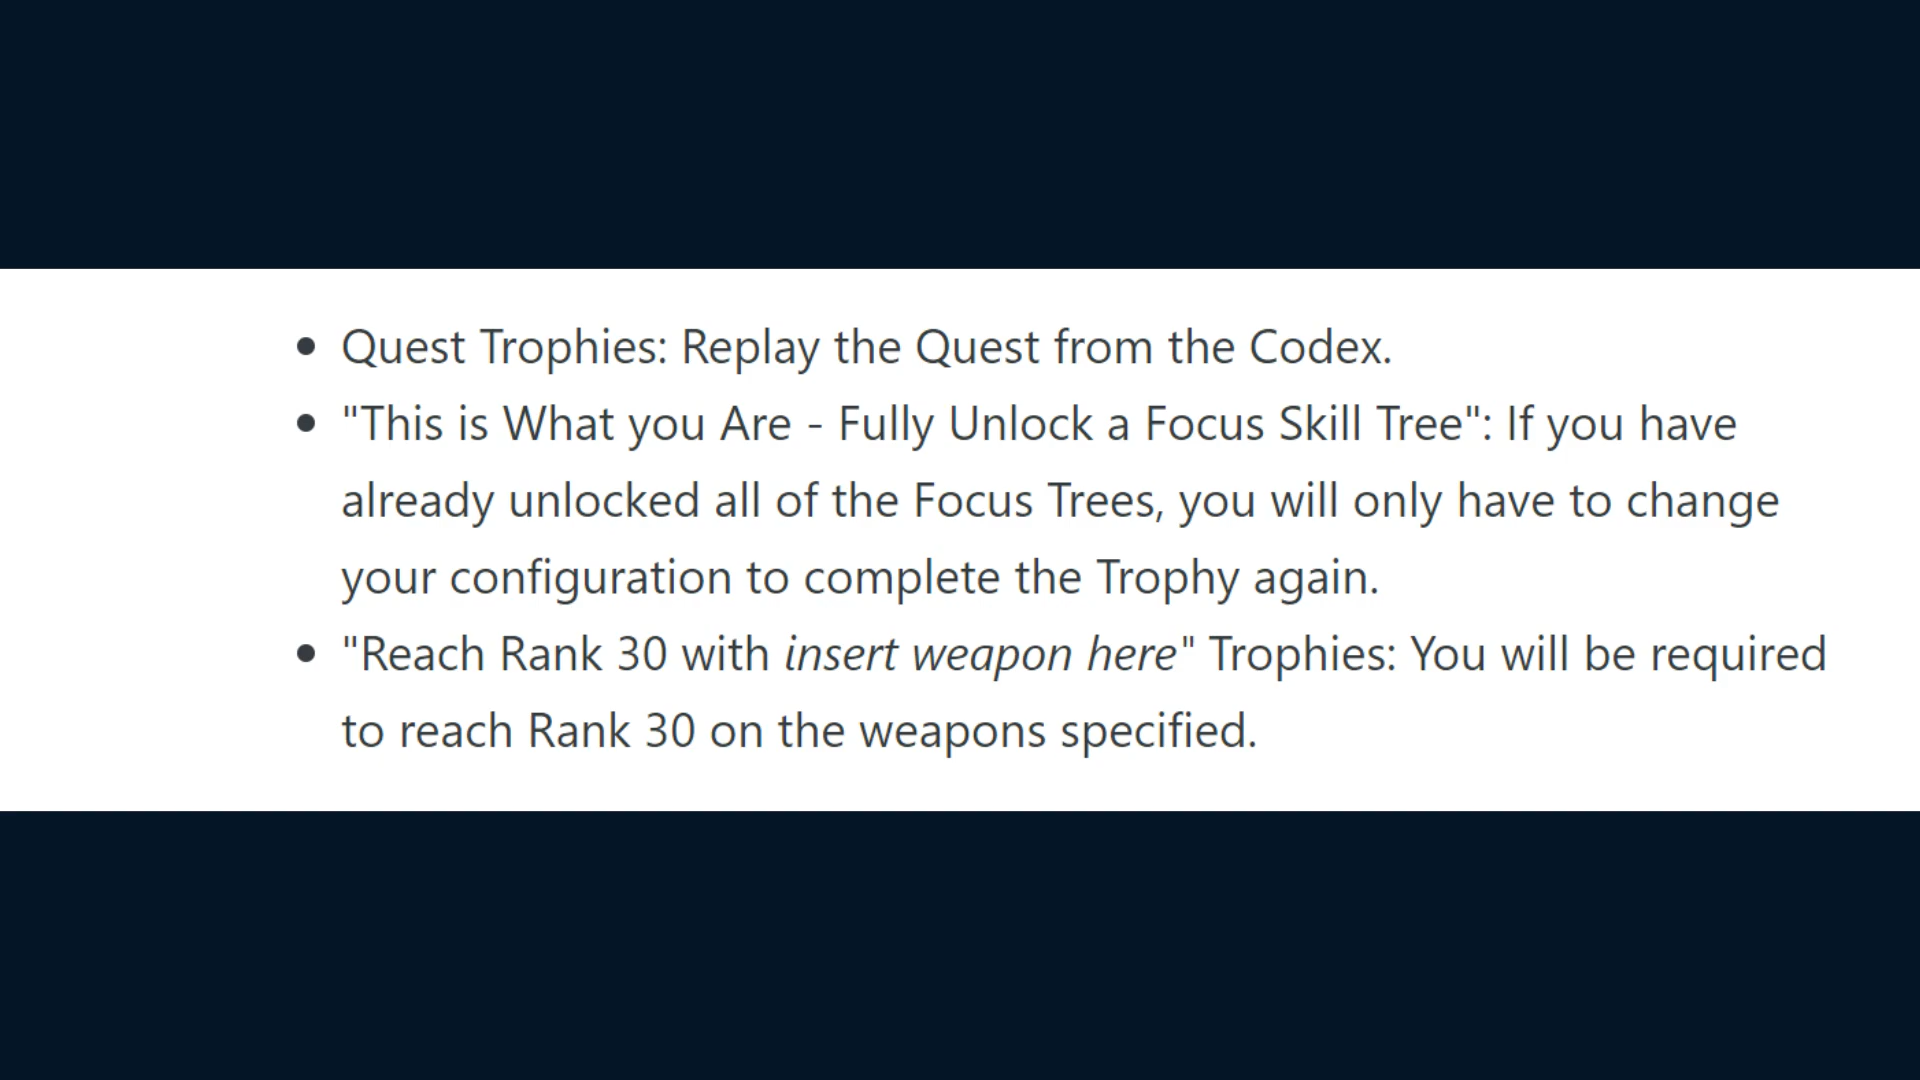 • Quest Trophies: Replay the Quest from the Codex.
• "This is What you Are - Fully Unlock a Focus Skill Tree": If you have
already unlocked all of the Focus Trees, you will only have to change
your configuration to complete the Trophy again.
• "Reach Rank 30 with insert weapon here" Trophies: You will be required
to reach Rank 30 on the weapons specified.